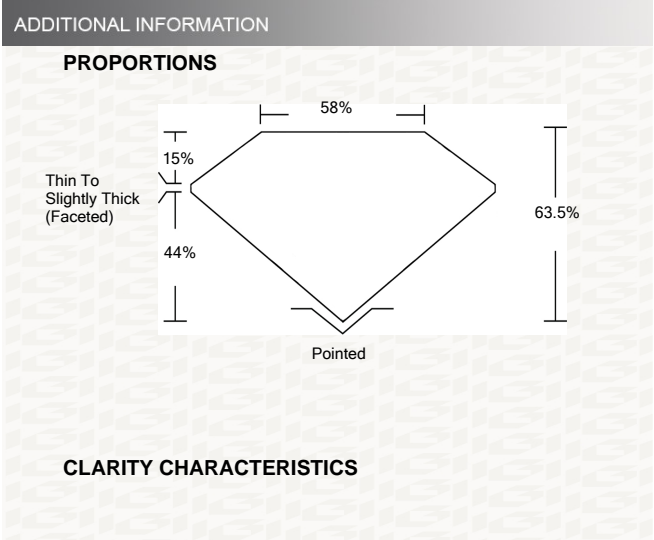 ADDITIONAL INFORMATION
PROPORTIONS
58%
15%
Thin To
Slightly Thick
(Faceted)
63.5%
44%
Pointed
CLARITY CHARACTERISTICS